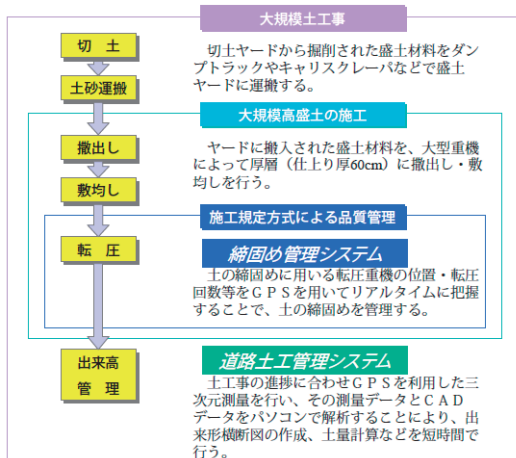 大規模土工事
切 土
切土ヤードから掘削された盛土材料をダン
プトラックやキャリスクレーパなどで盛土
ヤードに運搬する。
土砂運搬
大規模高盛土の施工
撒出し
ヤードに搬入された盛土材料を、大型重機
によって厚層（仕上り厚60cm）に撒出し・敷
均しを行う。
敷均し
施工規定方式による品質管理
転 圧
締固め管理システム
土の締固めに用いる転圧重機の位置・転圧
回数等をＧＰＳを用いてリアルタイムに把握
することで、土の締固めを管理する。
出来高
管 理
道路土工管理システム
土工事の進捗に合わせＧＰＳを利用した三
次元測量を行い、その測量データとＣＡＤ
データをパソコンで解析することにより、出
来形横断図の作成、土量計算などを短時間で
行う。